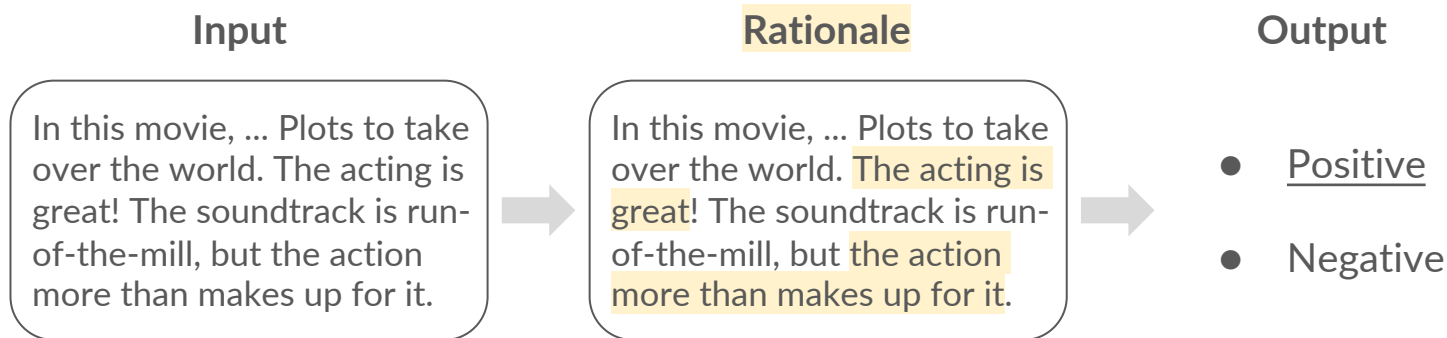 Input
In this movie, ... Plots to take
over the world. The acting is
great! The soundtrack is run-
of-the-mill, but the action
more than makes up for it.
Rationale
In this movie, ... Plots to take
over the world. The acting is
great! The soundtrack is run-
of-the-mill, but the action
more than makes up for it.
Output
● Positive
● Negative